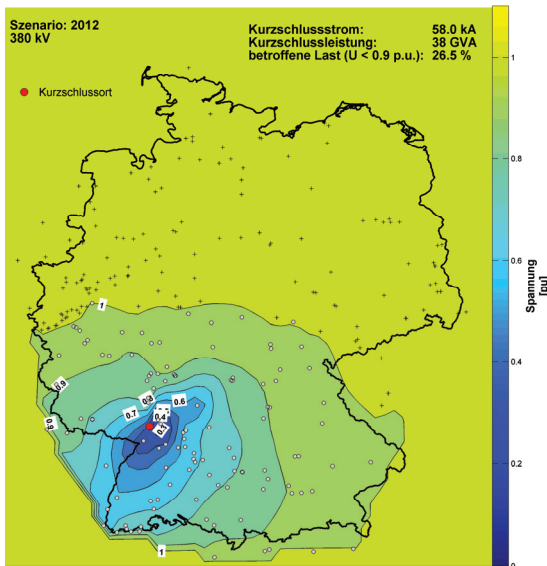 Szenario: 2012
380 kV
Kurzschlussstrom: 58.0 kA
Kurzschlussleistung: 38 GVA
betroffene Last (U < 0.9 p.u.): 26.5 %
Kurzschlussort
1
0.9
0.8
0.7
0.6
0.4
0.1
1
1
0.8
0.6
0.4
0.2
0
Spannung
[pu]